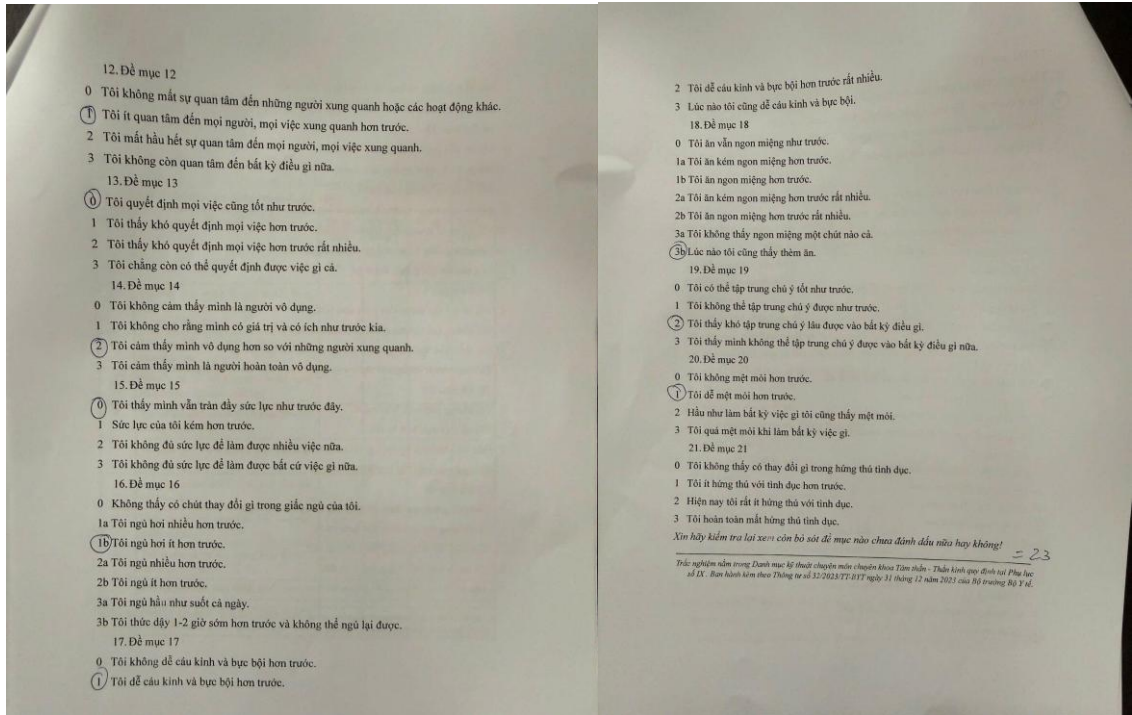 12. Đề mục 12
0 Tôi không mất sự quan tâm đến những người xung quanh hoặc các hoạt động khác.
1 Tôi ít quan tâm đến mọi người, mọi việc xung quanh hơn trước.
2 Tôi mất hầu hết sự quan tâm đến mọi người, mọi việc xung quanh.
3 Tôi không còn quan tâm đến bất kỳ điều gì nữa.
13. Đề mục 13
0 Tôi quyết định mọi việc cũng tốt như trước.
1 Tôi thấy khó quyết định mọi việc hơn trước.
2 Tôi thấy khó quyết định mọi việc hơn trước rất nhiều.
3 Tôi chẳng còn có thể quyết định được việc gì cả.
14. Đề mục 14
0 Tôi không cảm thấy mình là người vô dụng.
1 Tôi không cho rằng mình có giá trị và có ích như trước kia.
2 Tôi cảm thấy mình vô dụng hơn so với những người xung quanh.
3 Tôi cảm thấy mình là người hoàn toàn vô dụng.
15. Đề mục 15
0 Tôi thấy mình vẫn tràn đầy sức lực như trước đây.
1 Sức lực của tôi kém hơn trước.
2 Tôi không đủ sức lực để làm được nhiều việc nữa.
3 Tôi không đủ sức lực để làm được bất cứ việc gì nữa.
16. Đề mục 16
0 Không thấy có chút thay đổi gì trong giấc ngủ của tôi.
1a Tôi ngủ hơi nhiều hơn trước.
1b Tôi ngủ hơi ít hơn trước.
2a Tôi ngủ nhiều hơn trước.
2b Tôi ngủ ít hơn trước.
3a Tôi ngủ hầu như suốt cả ngày.
3b Tôi thức dậy 1-2 giờ sớm hơn trước và không thể ngủ lại được.
17. Đề mục 17
0 Tôi không dễ cáu kỉnh và bực bội hơn trước.
1 Tôi dễ cáu kỉnh và bực bội hơn trước.
2 Tôi dễ cáu kỉnh và bực bội hơn trước rất nhiều.
3 Lúc nào tôi cũng dễ cáu kỉnh và bực bội.
18. Đề mục 18
0 Tôi ăn vẫn ngon miệng như trước.
1a Tôi ăn kém ngon miệng hơn trước.
1b Tôi ăn ngon miệng hơn trước.
2a Tôi ăn kém ngon miệng hơn trước rất nhiều.
2b Tôi ăn ngon miệng hơn trước rất nhiều.
3a Tôi không thấy ngon miệng một chút nào cả.
3b Lúc nào tôi cũng thấy thèm ăn.
19. Đề mục 19
0 Tôi có thể tập trung chú ý tốt như trước.
1 Tôi không thể tập trung chú ý được như trước.
2 Tôi thấy khó tập trung chú ý lâu được vào bất kỳ điều gì.
3 Tôi thấy mình không thể tập trung chú ý được vào bất kỳ điều gì nữa.
20. Đề mục 20
0 Tôi không mệt mỏi hơn trước.
1 Tôi dễ mệt mỏi hơn trước.
2 Hầu như làm bất kỳ việc gì tôi cũng thấy mệt mỏi.
3 Tôi quá mệt mỏi khi làm bất kỳ việc gì.
21. Đề mục 21
0 Tôi không thấy có thay đổi gì trong hứng thú tình dục.
1 Tôi ít hứng thú với tình dục hơn trước.
2 Hiện nay tôi rất ít hứng thú với tình dục.
3 Tôi hoàn toàn mất hứng thú tình dục.
Xin hãy kiểm tra lại xem còn bỏ sót đề mục nào chưa đánh dấu nữa hay không!
= 23
Trắc nghiệm nằm trong Danh mục kỹ thuật chuyên môn chuyên khoa Tâm thần - Thần kinh quy định tại Phụ lục
số IX . Ban hành kèm theo Thông tư số 32/2023/TT-BYT ngày 31 tháng 12 năm 2023 của Bộ trưởng Bộ Y tế.